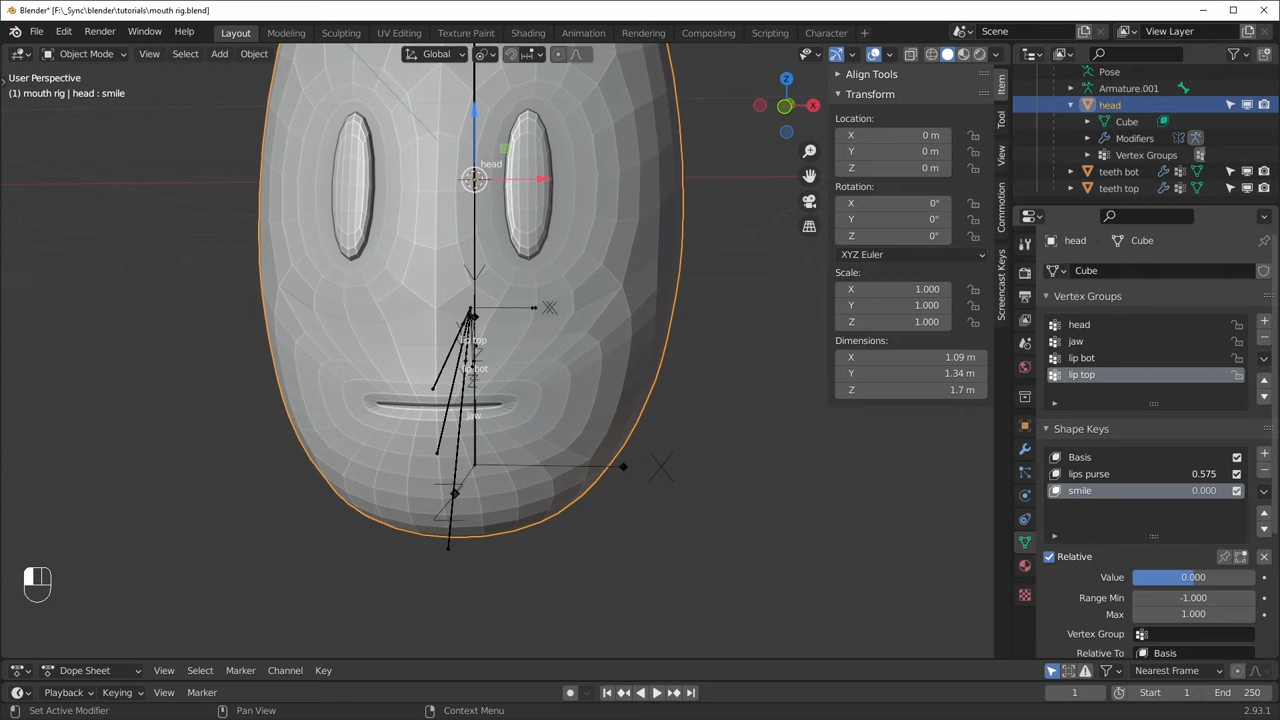 Blender* [F:\_Sync\blender\tutorials\mouth rig.blend]
File Edit Render Window Help Layout Modeling Sculpting UV Editing Texture Paint Shading Animation Rendering Compositing Scripting Character + Scene View Layer
Object Mode View Select Add Object Global
User Perspective
(1) mouth rig | head : smile
Z
X
head
lip top
lip bot
jaw
Align Tools
Transform
Location:
X 0 m
Y 0 m
Z 0 m
Rotation:
X 0°
Y 0°
Z 0°
XYZ Euler
Scale:
X 1.000
Y 1.000
Z 1.000
Dimensions:
X 1.09 m
Y 1.34 m
Z 1.7 m
Item
Tool
View
Commotion
Screencast Keys
Pose
Armature.001
head
Cube
Modifiers
Vertex Groups
teeth bot
teeth top
head Cube
Cube
Vertex Groups
head
jaw
lip bot
lip top
Shape Keys
Basis
lips purse 0.575
smile 0.000
Relative
Value 0.000
Range Min -1.000
Max 1.000
Vertex Group
Relative To Basis
Dope Sheet View Select Marker Channel Key Nearest Frame
Playback Keying View Marker 1 Start 1 End 250
Set Active Modifier Pan View Context Menu 2.93.1